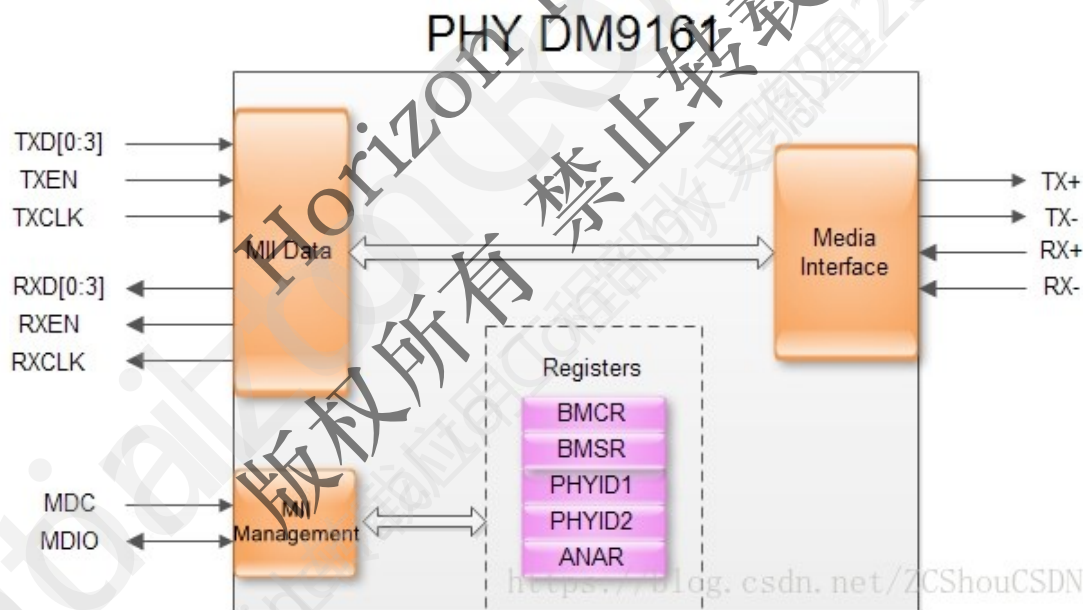 PHY DM9161
TXD[0:3]
TXEN
TXCLK
RXD[0:3]
RXEN
RXCLK
MDC
MDIO
MII Data
MII
Management
Media
Interface
TX+
TX-
RX+
RX-
Registers
BMCR
BMSR
PHYID1
PHYID2
ANAR
Horizon
版权所有 禁止转载
https://blog.csdn.net/ZCShouCSDN